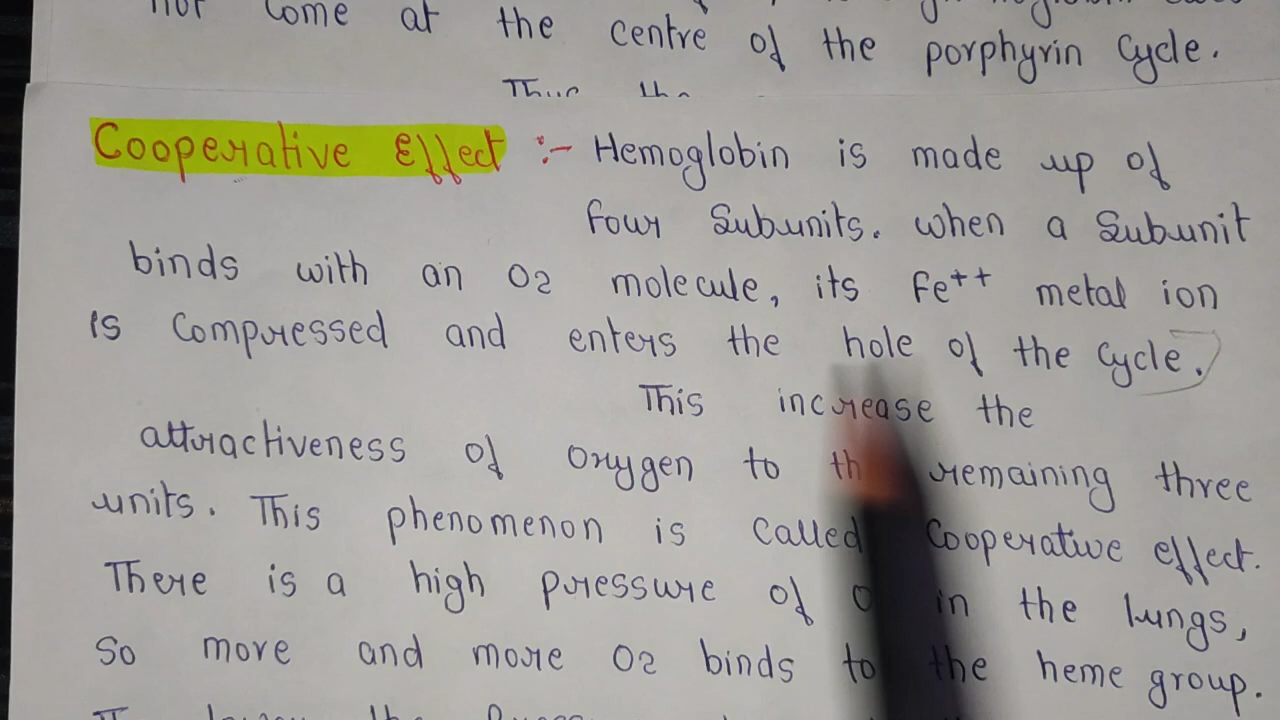 not come at the centre of the porphyrin cycle.
Cooperative Effect :- Hemoglobin is made up of
four Subunits. when a Subunit
binds with an O2 molecule, its Fe++ metal ion
is compressed and enters the hole of the cycle.
This increase the
attractiveness of oxygen to remaining three
units. This phenomenon is called cooperative effect.
There is a high pressure of in the lungs,
So more and more O2 binds to the heme group.